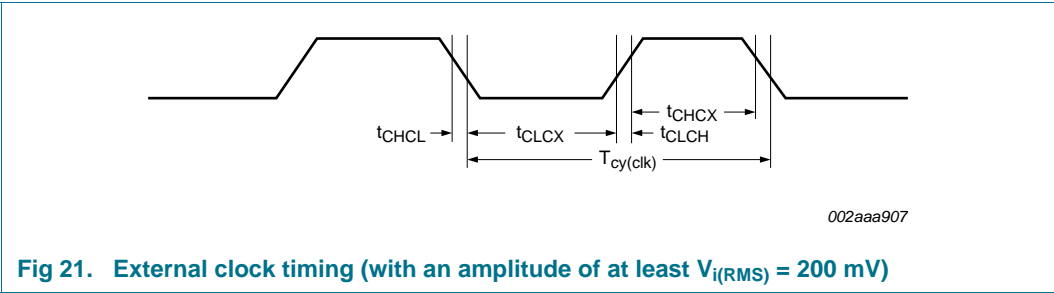 tCHCX
tCHCL tCLCX tCLCH
Tcy(clk)
002aaa907
Fig 21. External clock timing (with an amplitude of at least Vi(RMS) = 200 mV)